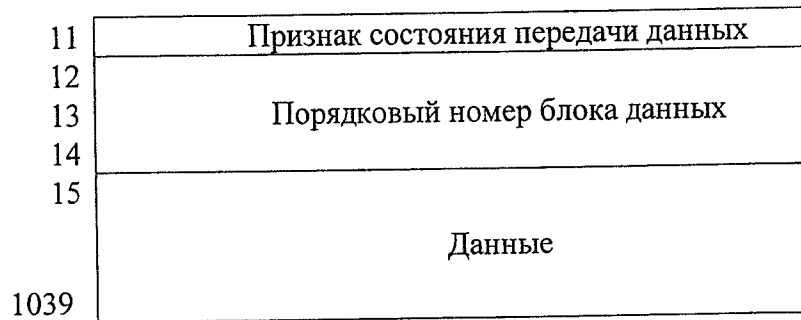 11 Признак состояния передачи данных
12
13 Порядковый номер блока данных
14
15
Данные
1039